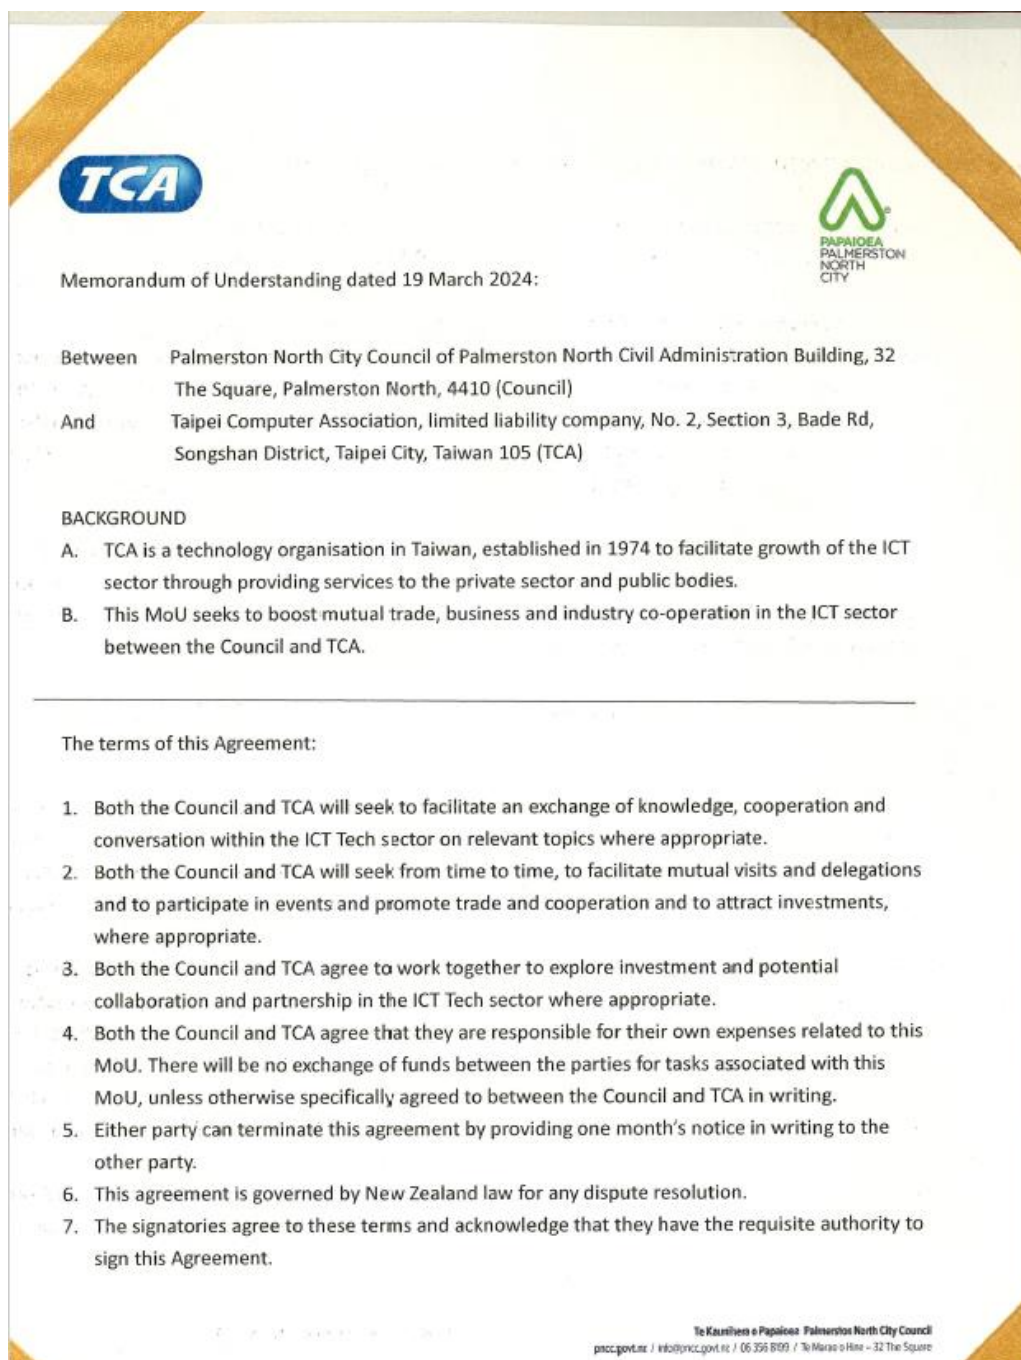 TCA
PAPAIOEA
PALMERSTON
NORTH
CITY
Memorandum of Understanding dated 19 March 2024:
Between Palmerston North City Council of Palmerston North Civil Administration Building, 32
The Square, Palmerston North, 4410 (Council)
And Taipei Computer Association, limited liability company, No. 2, Section 3, Bade Rd,
Songshan District, Taipei City, Taiwan 105 (TCA)
BACKGROUND
A. TCA is a technology organisation in Taiwan, established in 1974 to facilitate growth of the ICT
sector through providing services to the private sector and public bodies.
B. This MoU seeks to boost mutual trade, business and industry co-operation in the ICT sector
between the Council and TCA.
The terms of this Agreement:
1. Both the Council and TCA will seek to facilitate an exchange of knowledge, cooperation and
conversation within the ICT Tech sector on relevant topics where appropriate.
2. Both the Council and TCA will seek from time to time, to facilitate mutual visits and delegations
and to participate in events and promote trade and cooperation and to attract investments,
where appropriate.
3. Both the Council and TCA agree to work together to explore investment and potential
collaboration and partnership in the ICT Tech sector where appropriate.
4. Both the Council and TCA agree that they are responsible for their own expenses related to this
MoU. There will be no exchange of funds between the parties for tasks associated with this
MoU, unless otherwise specifically agreed to between the Council and TCA in writing.
5. Either party can terminate this agreement by providing one month's notice in writing to the
other party.
6. This agreement is governed by New Zealand law for any dispute resolution.
7. The signatories agree to these terms and acknowledge that they have the requisite authority to
sign this Agreement.
Te Kaunihera o Papaioea Palmerston North City Council
pncc.govt.nz / info@pncc.govt.nz / 06 356 8199 / Te Marae o Hine – 32 The Square